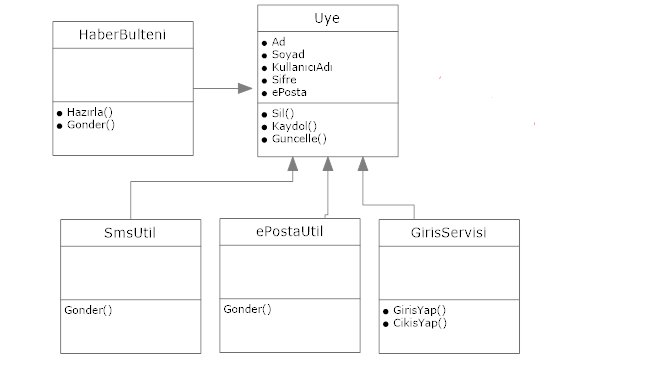 HaberBulteni
Hazırla()
Gonder()
Uye
Ad
Soyad
KullanıcıAdı
Sifre
ePosta
Sil()
Kaydol()
Guncelle()
SmsUtil
Gonder()
ePostaUtil
Gonder()
GirisServisi
GirisYap()
CikisYap()